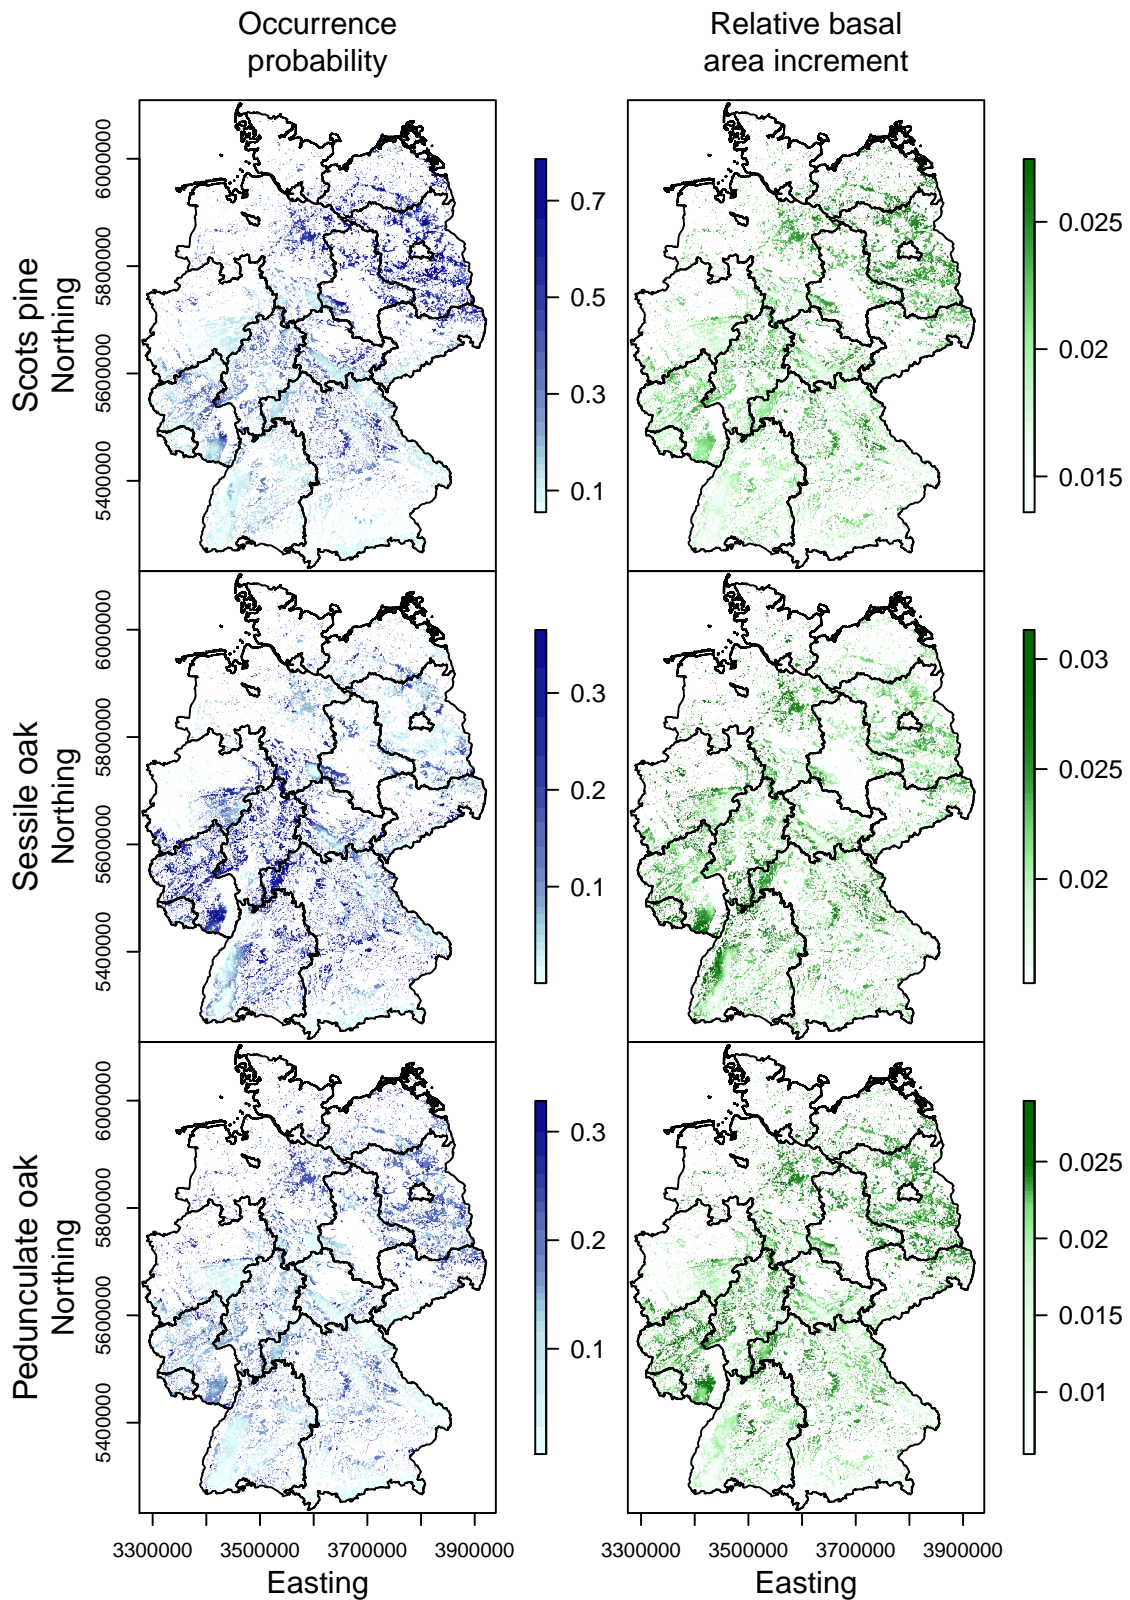 Occurrence
probability
Relative basal
area increment
Scots pine
Northing
5400000 5600000 5800000 6000000
0.7
0.5
0.3
0.1
0.025
0.02
0.015
Sessile oak
Northing
5400000 5600000 5800000 6000000
0.3
0.2
0.1
0.03
0.025
0.02
Pedunculate oak
Northing
5400000 5600000 5800000 6000000
0.3
0.2
0.1
0.025
0.02
0.015
0.01
3300000 3500000 3700000 3900000
Easting
3300000 3500000 3700000 3900000
Easting